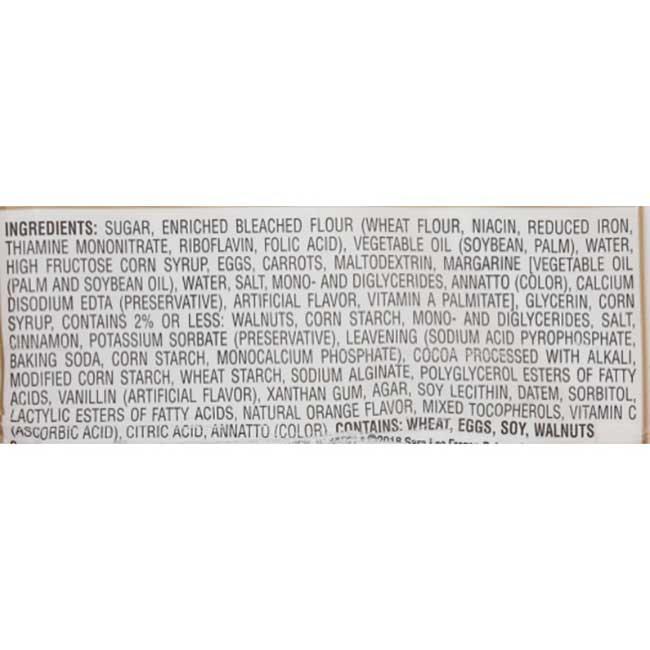 INGREDIENTS: SUGAR, ENRICHED BLEACHED FLOUR (WHEAT FLOUR, NIACIN, REDUCED IRON,
THIAMINE MONONITRATE, RIBOFLAVIN, FOLIC ACID), VEGETABLE OIL (SOYBEAN, PALM), WATER,
HIGH FRUCTOSE CORN SYRUP, EGGS, CARROTS, MALTODEXTRIN, MARGARINE [VEGETABLE OIL
(PALM AND SOYBEAN OIL), WATER, SALT, MONO- AND DIGLYCERIDES, ANNATTO (COLOR), CALCIUM
DISODIUM EDTA (PRESERVATIVE), ARTIFICIAL FLAVOR, VITAMIN A PALMITATE], GLYCERIN, CORN
SYRUP, CONTAINS 2% OR LESS: WALNUTS, CORN STARCH, MONO- AND DIGLYCERIDES, SALT,
CINNAMON, POTASSIUM SORBATE (PRESERVATIVE), LEAVENING (SODIUM ACID PYROPHOSPHATE,
BAKING SODA, CORN STARCH, MONOCALCIUM PHOSPHATE), COCOA PROCESSED WITH ALKALI,
MODIFIED CORN STARCH, WHEAT STARCH, SODIUM ALGINATE, POLYGLYCEROL ESTERS OF FATTY
ACIDS, VANILLIN (ARTIFICIAL FLAVOR), XANTHAN GUM, AGAR, SOY LECITHIN, DATEM, SORBITOL,
LACTYLIC ESTERS OF FATTY ACIDS, NATURAL ORANGE FLAVOR, MIXED TOCOPHEROLS, VITAMIN C
(ASCORBIC ACID), CITRIC ACID, ANNATTO (COLOR). CONTAINS: WHEAT, EGGS, SOY, WALNUTS
©2018 Sara Lee